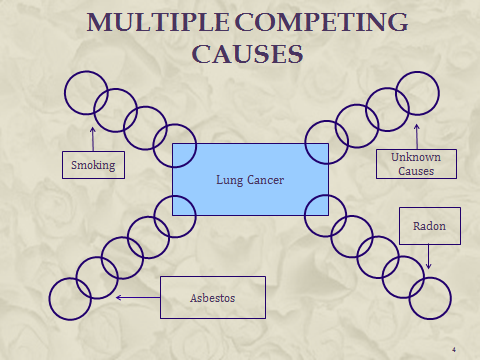 MULTIPLE COMPETING
CAUSES
Smoking
Lung Cancer
Unknown
Causes
Radon
Asbestos
4